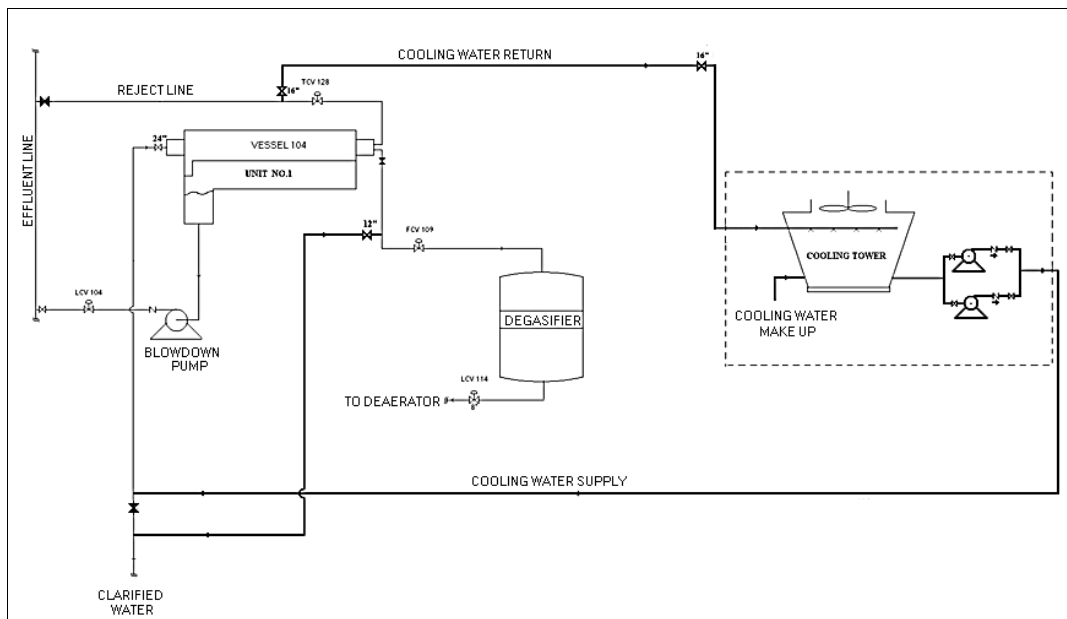 COOLING WATER RETURN
16"
TCV 128
16"
REJECT LINE
24"
VESSEL 104
UNIT NO.1
EFFLUENT LINE
12"
FCV 109
COOLING TOWER
LCV 104
COOLING WATER
MAKE UP
DEGASIFIER
BLOWDOWN
PUMP
LCV 114
TO DEAERATOR
COOLING WATER SUPPLY
CLARIFIED
WATER